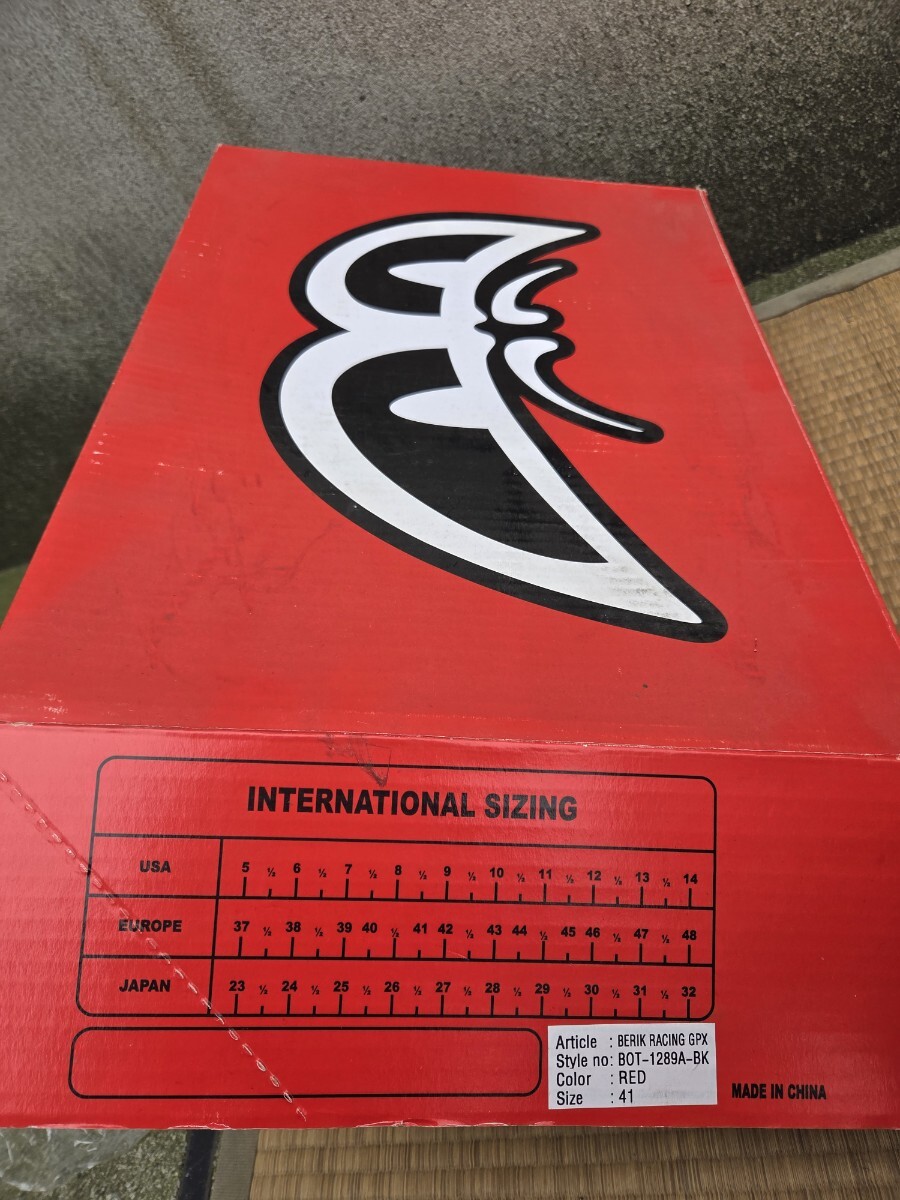 INTERNATIONAL SIZING
USA 5 ½ 6 ½ 7 ½ 8 ½ 9 ½ 10 ½ 11 ½ 12 ½ 13 ½ 14
EUROPE 37 ½ 38 ½ 39 40 ½ 41 42 ½ 43 44 ½ 45 46 ½ 47 ½ 48
JAPAN 23 ½ 24 ½ 25 ½ 26 ½ 27 ½ 28 ½ 29 ½ 30 ½ 31 ½ 32
Article : BERIK RACING GPX
Style no: BOT-1289A-BK
Color : RED
Size : 41
MADE IN CHINA